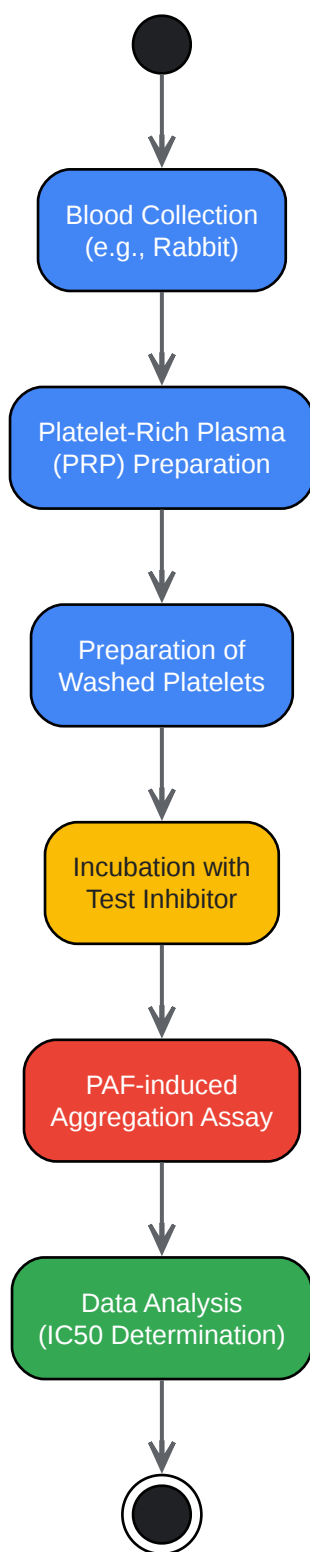 Blood Collection
(e.g., Rabbit)
Platelet-Rich Plasma
(PRP) Preparation
Preparation of
Washed Platelets
Incubation with
Test Inhibitor
PAF-induced
Aggregation Assay
Data Analysis
(IC50 Determination)